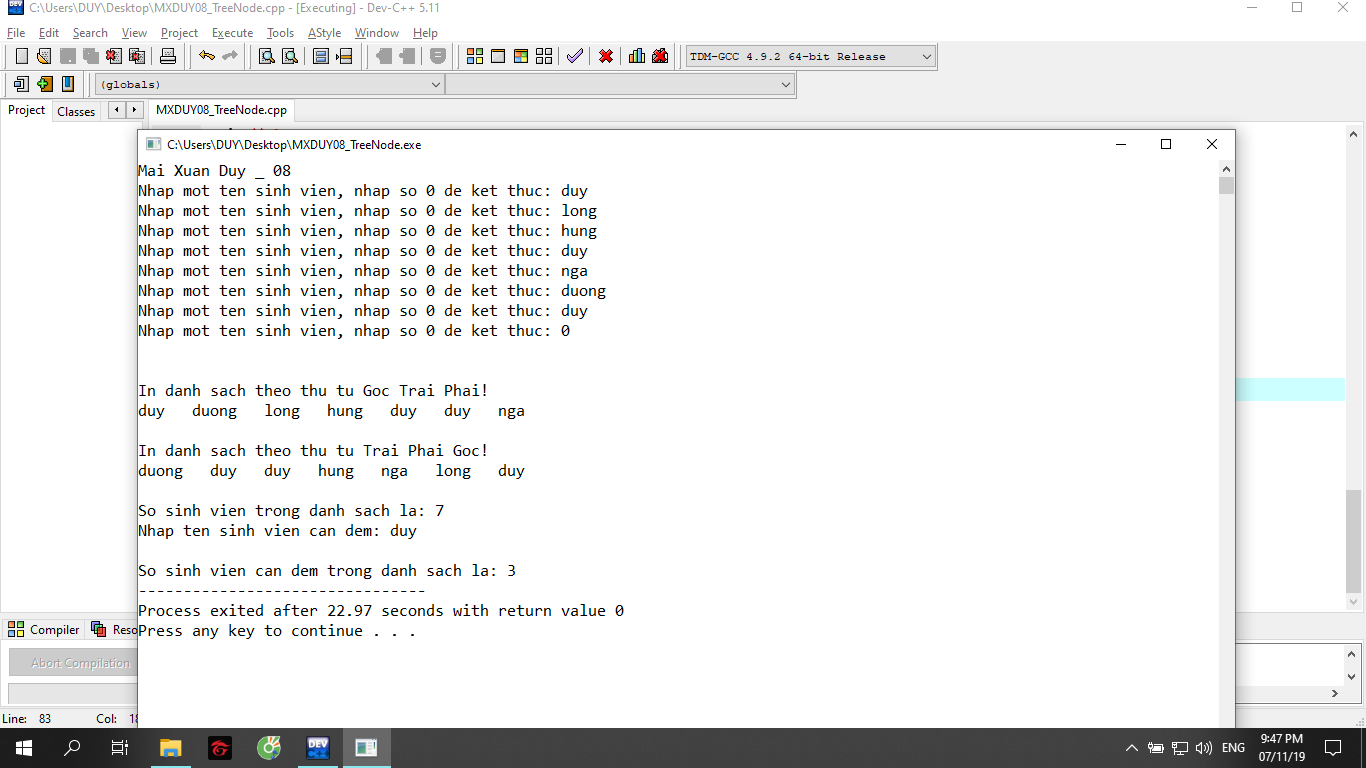 C:\Users\DUY\Desktop\MXDUY08_TreeNode.cpp - [Executing] - Dev-C++ 5.11
File Edit Search View Project Execute Tools AStyle Window Help
TDM-GCC 4.9.2 64-bit Release
(globals)
Project Classes MXDUY08_TreeNode.cpp
C:\Users\DUY\Desktop\MXDUY08_TreeNode.exe
Mai Xuan Duy _ 08
Nhap mot ten sinh vien, nhap so 0 de ket thuc: duy
Nhap mot ten sinh vien, nhap so 0 de ket thuc: long
Nhap mot ten sinh vien, nhap so 0 de ket thuc: hung
Nhap mot ten sinh vien, nhap so 0 de ket thuc: duy
Nhap mot ten sinh vien, nhap so 0 de ket thuc: nga
Nhap mot ten sinh vien, nhap so 0 de ket thuc: duong
Nhap mot ten sinh vien, nhap so 0 de ket thuc: duy
Nhap mot ten sinh vien, nhap so 0 de ket thuc: 0
In danh sach theo thu tu Goc Trai Phai!
duy duong long hung duy duy nga
In danh sach theo thu tu Trai Phai Goc!
duong duy duy hung nga long duy
So sinh vien trong danh sach la: 7
Nhap ten sinh vien can dem: duy
So sinh vien can dem trong danh sach la: 3
--------------------------------
Process exited after 22.97 seconds with return value 0
Press any key to continue . . .
Compiler Reso
Abort Compilation
Line: 83 Col: 18
DEV
ENG
9:47 PM
07/11/19